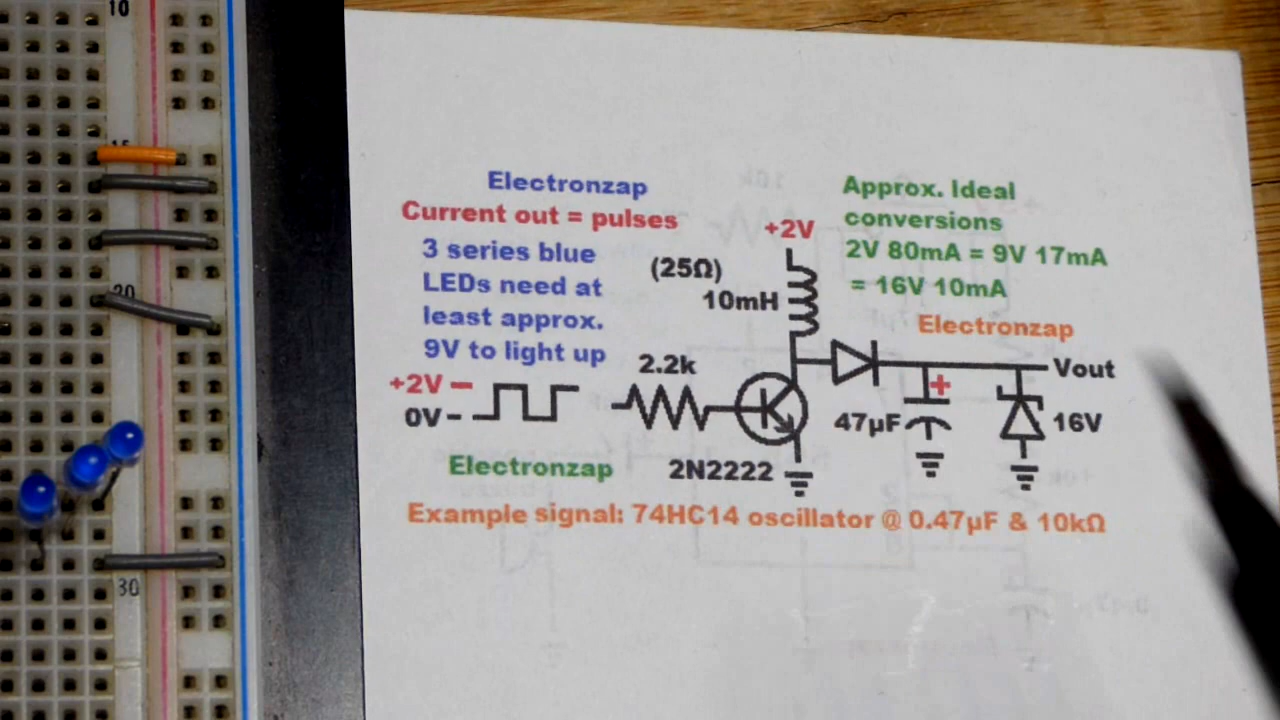 10
15
20
30
Electronzap
Current out = pulses
3 series blue
LEDs need at
least approx.
9V to light up
+2V
0V
(25Ω)
10mH
+2V
Approx. Ideal
conversions
2V 80mA = 9V 17mA
= 16V 10mA
Electronzap
2.2k
Vout
+
47µF
16V
Electronzap
2N2222
Example signal: 74HC14 oscillator @ 0.47µF & 10kΩ